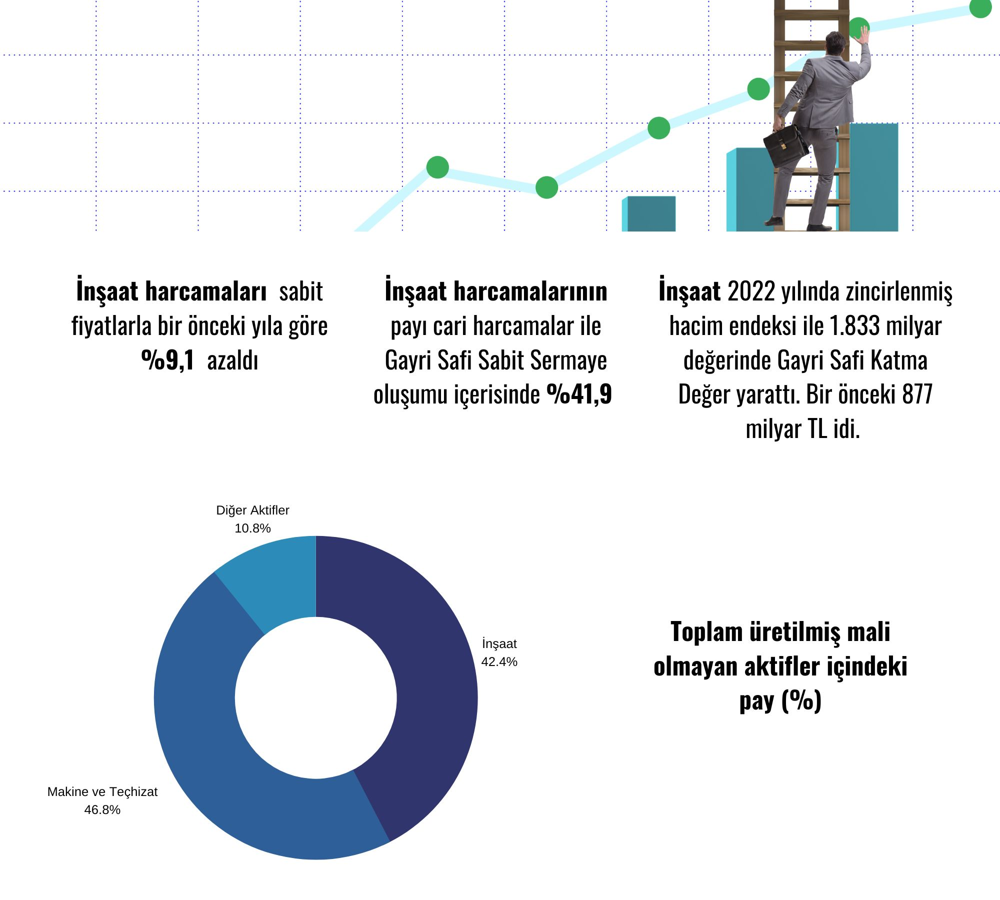 İnşaat harcamaları sabit
fiyatlarla bir önceki yıla göre
%9,1 azaldı
İnşaat harcamalarının
payı cari harcamalar ile
Gayri Safi Sabit Sermaye
oluşumu içerisinde %41,9
İnşaat 2022 yılında zincirlenmiş
hacim endeksi ile 1.833 milyar
değerinde Gayri Safi Katma
Değer yarattı. Bir önceki 877
milyar TL idi.
Diğer Aktifler
10.8%
İnşaat
42.4%
Makine ve Teçhizat
46.8%
Toplam üretilmiş mali
olmayan aktifler içindeki
pay (%)